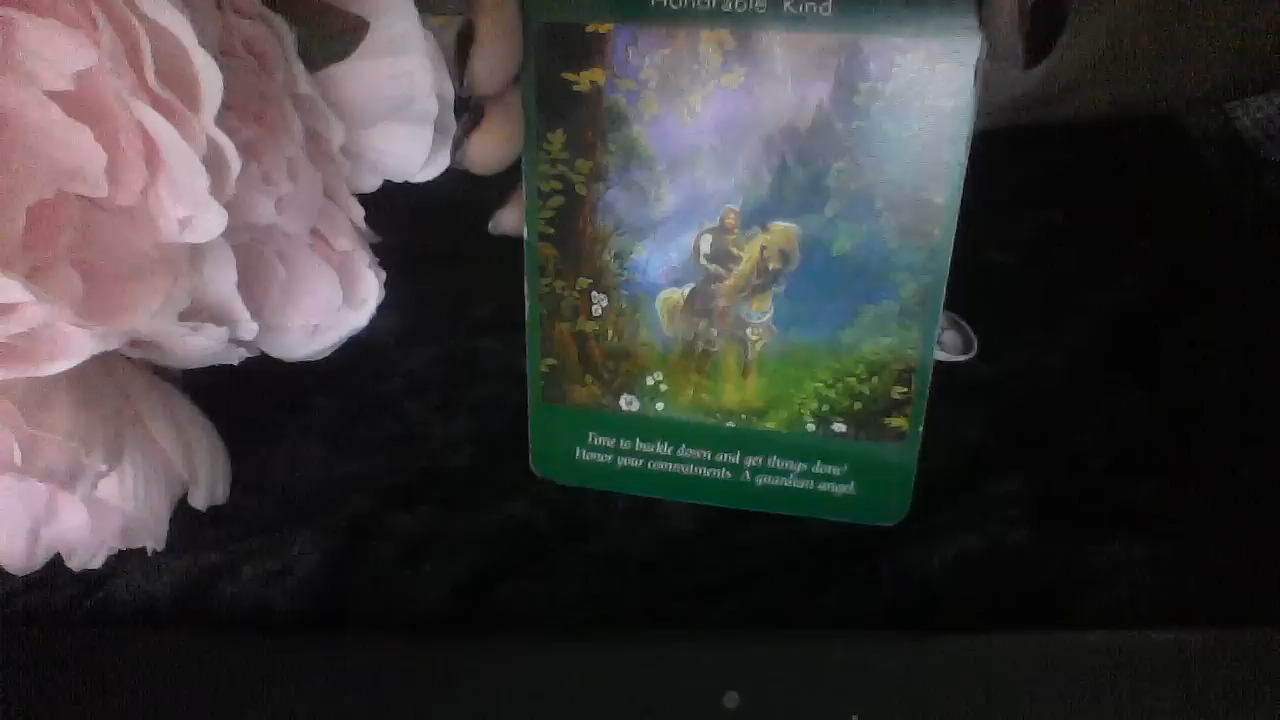 Honorable Kind
Time to buckle down and get things done!
Honor your commitments. A guardian angel.